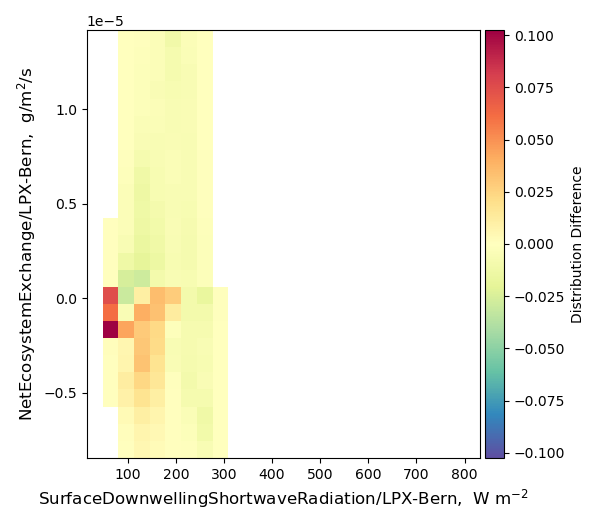 1e−5
1.0
0.5
0.0
−0.5
NetEcosystemExchange/LPX-Bern, g/m²/s
100 200 300 400 500 600 700 800
SurfaceDownwellingShortwaveRadiation/LPX-Bern, W m⁻²
0.100
0.075
0.050
0.025
0.000
−0.025
−0.050
−0.075
−0.100
Distribution Difference